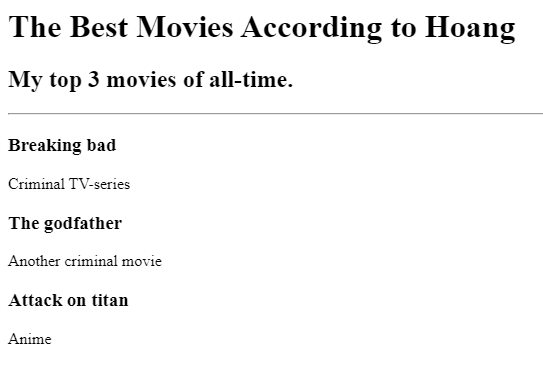 The Best Movies According to Hoang
My top 3 movies of all-time.
Breaking bad
Criminal TV-series
The godfather
Another criminal movie
Attack on titan
Anime